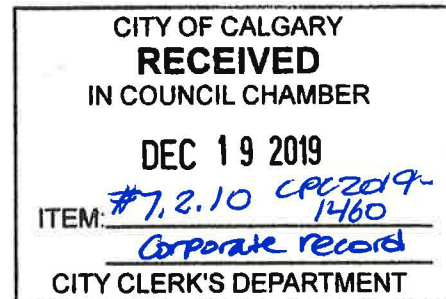 CITY OF CALGARY
RECEIVED
IN COUNCIL CHAMBER
DEC 19 2019
ITEM: #7.2.10 CPC2019-
1460
Corporate record
CITY CLERK'S DEPARTMENT